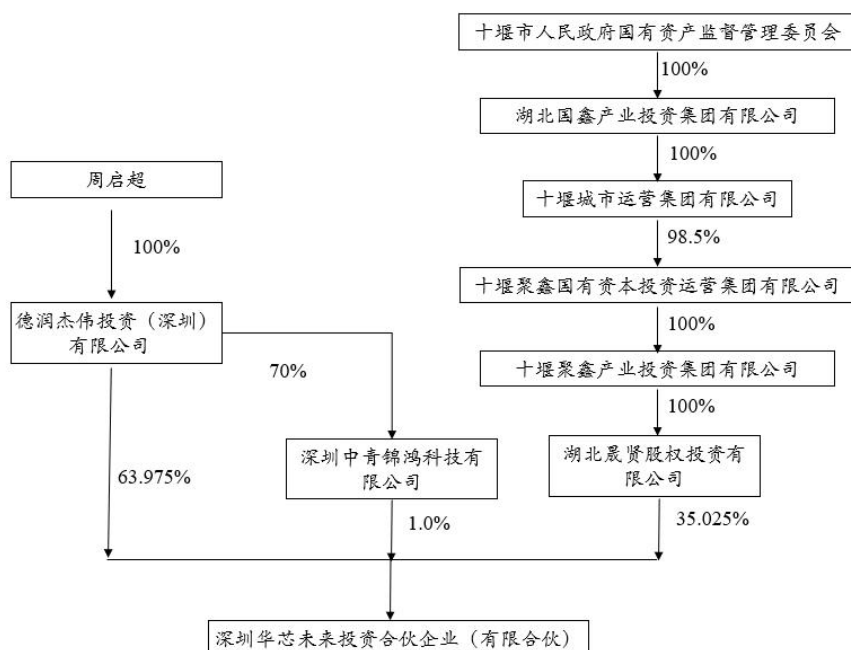 十堰市人民政府国有资产监督管理委员会
100%
湖北国鑫产业投资集团有限公司
100%
周启超
十堰城市运营集团有限公司
98.5%
100%
十堰聚鑫国有资本投资运营集团有限公司
德润杰伟投资（深圳）
有限公司
100%
70%
十堰聚鑫产业投资集团有限公司
100%
深圳中青锦鸿科技有
限公司
湖北晟贤股权投资有
限公司
63.975%
1.0%
35.025%
深圳华芯未来投资合伙企业（有限合伙）